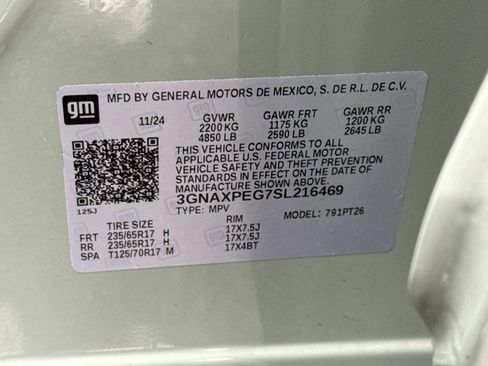 gm
MFD BY GENERAL MOTORS DE MEXICO, S. DE R.L. DE C.V.
11/24 GVWR GAWR FRT GAWR RR
2200 KG 1175 KG 1200 KG
4850 LB 2590 LB 2645 LB
THIS VEHICLE CONFORMS TO ALL
APPLICABLE U.S. FEDERAL MOTOR
VEHICLE SAFETY AND THEFT
PREVENTION STANDARDS IN
EFFECT ON THE DATE OF
MANUFACTURE SHOWN ABOVE.
3GNAXPEG7SL216469
125J TYPE: MPV MODEL: 791PT26
TIRE SIZE RIM
FRT 235/65R17 H 17X7.5J
RR 235/65R17 H 17X7.5J
SPA T125/70R17 M 17X4BT